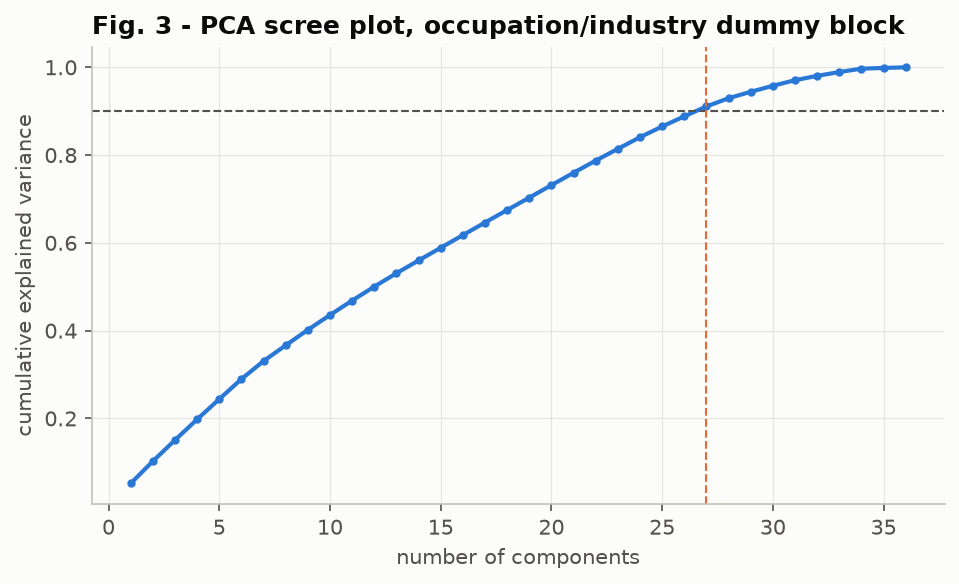 Fig. 3 - PCA scree plot, occupation/industry dummy block
cumulative explained variance
1.0
0.8
0.6
0.4
0.2
0 5 10 15 20 25 30 35
number of components